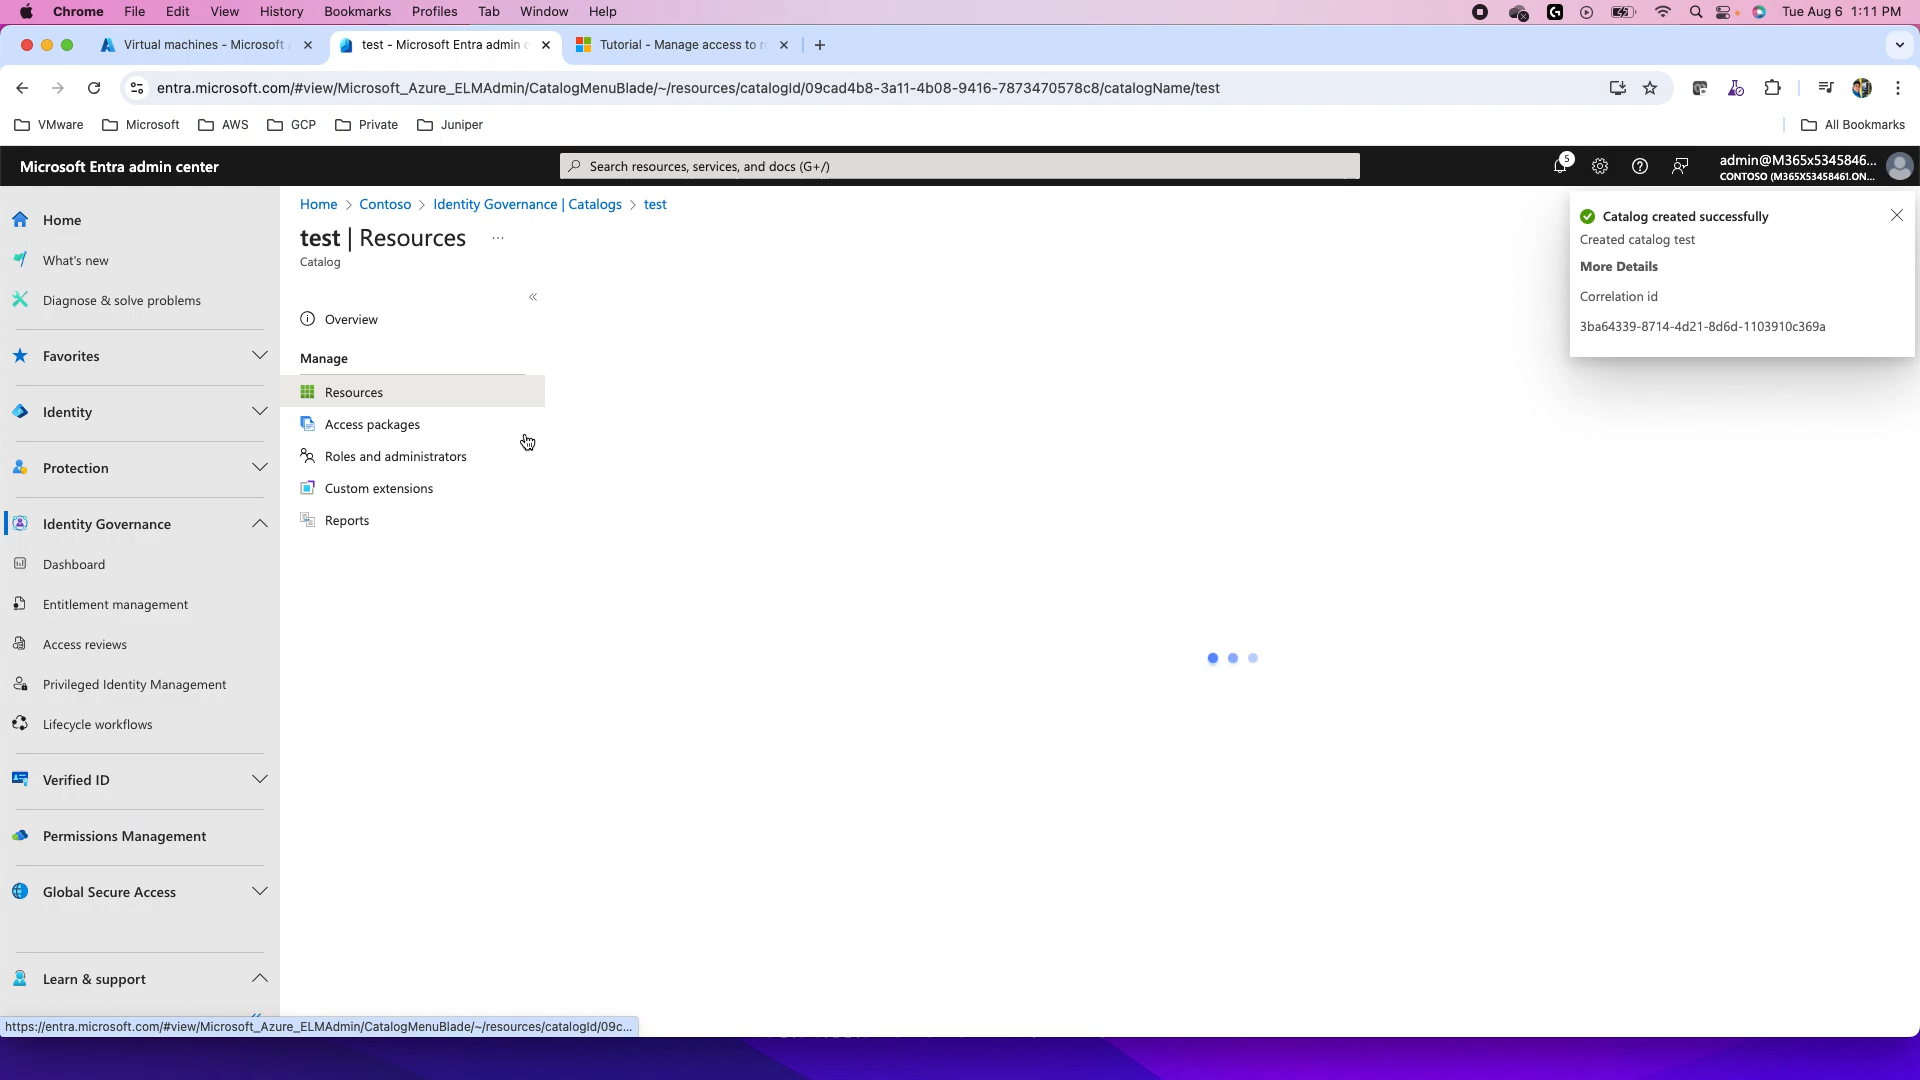 Chrome File Edit View History Bookmarks Profiles Tab Window Help Tue Aug 6 1:11 PM
Virtual machines - Microsoft test - Microsoft Entra admin Tutorial - Manage access to
entra.microsoft.com/#view/Microsoft_Azure_ELMAdmin/CatalogMenuBlade/~/resources/catalogId/09cad4b8-3a11-4b08-9416-7873470578c8/catalogName/test
VMware Microsoft AWS GCP Private Juniper All Bookmarks
Microsoft Entra admin center Search resources, services, and docs (G+/) 5 admin@M365x5345846...
CONTOSO (M365X53458461.ON...
Home > Contoso > Identity Governance | Catalogs > test
test | Resources ...
Catalog
Catalog created successfully
Created catalog test
More Details
Correlation id
3ba64339-8714-4d21-8d6d-1103910c369a
Home
What's new
Diagnose & solve problems
Favorites
Identity
Protection
Identity Governance
Dashboard
Entitlement management
Access reviews
Privileged Identity Management
Lifecycle workflows
Verified ID
Permissions Management
Global Secure Access
Learn & support
«
Overview
Manage
Resources
Access packages
Roles and administrators
Custom extensions
Reports
https://entra.microsoft.com/#view/Microsoft_Azure_ELMAdmin/CatalogMenuBlade/~/resources/catalogId/09c...